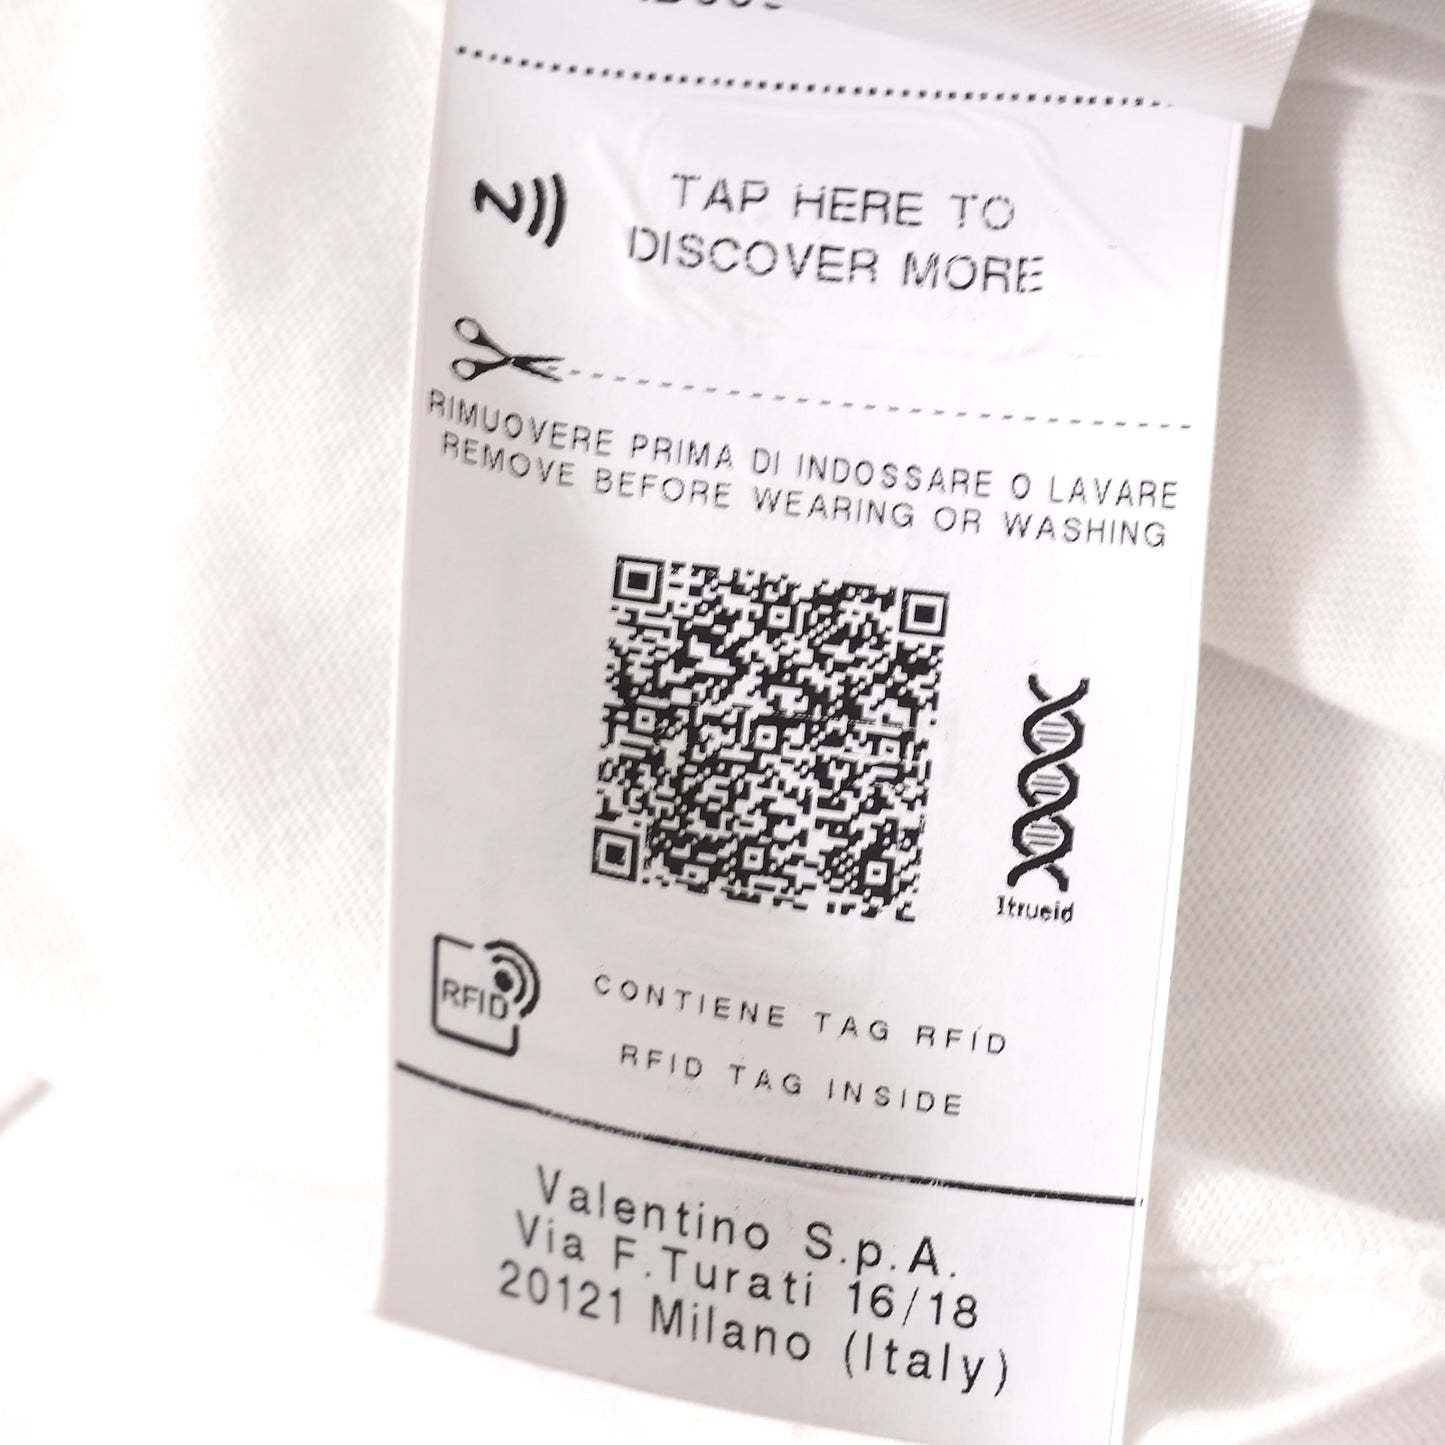 TAP HERE TO
DISCOVER MORE
RIMUOVERE PRIMA DI INDOSSARE O LAVARE
REMOVE BEFORE WEARING OR WASHING
1trueid
RFID
CONTIENE TAG RFID
RFID TAG INSIDE
Valentino S.p.A.
Via F.Turati 16/18
20121 Milano (Italy)